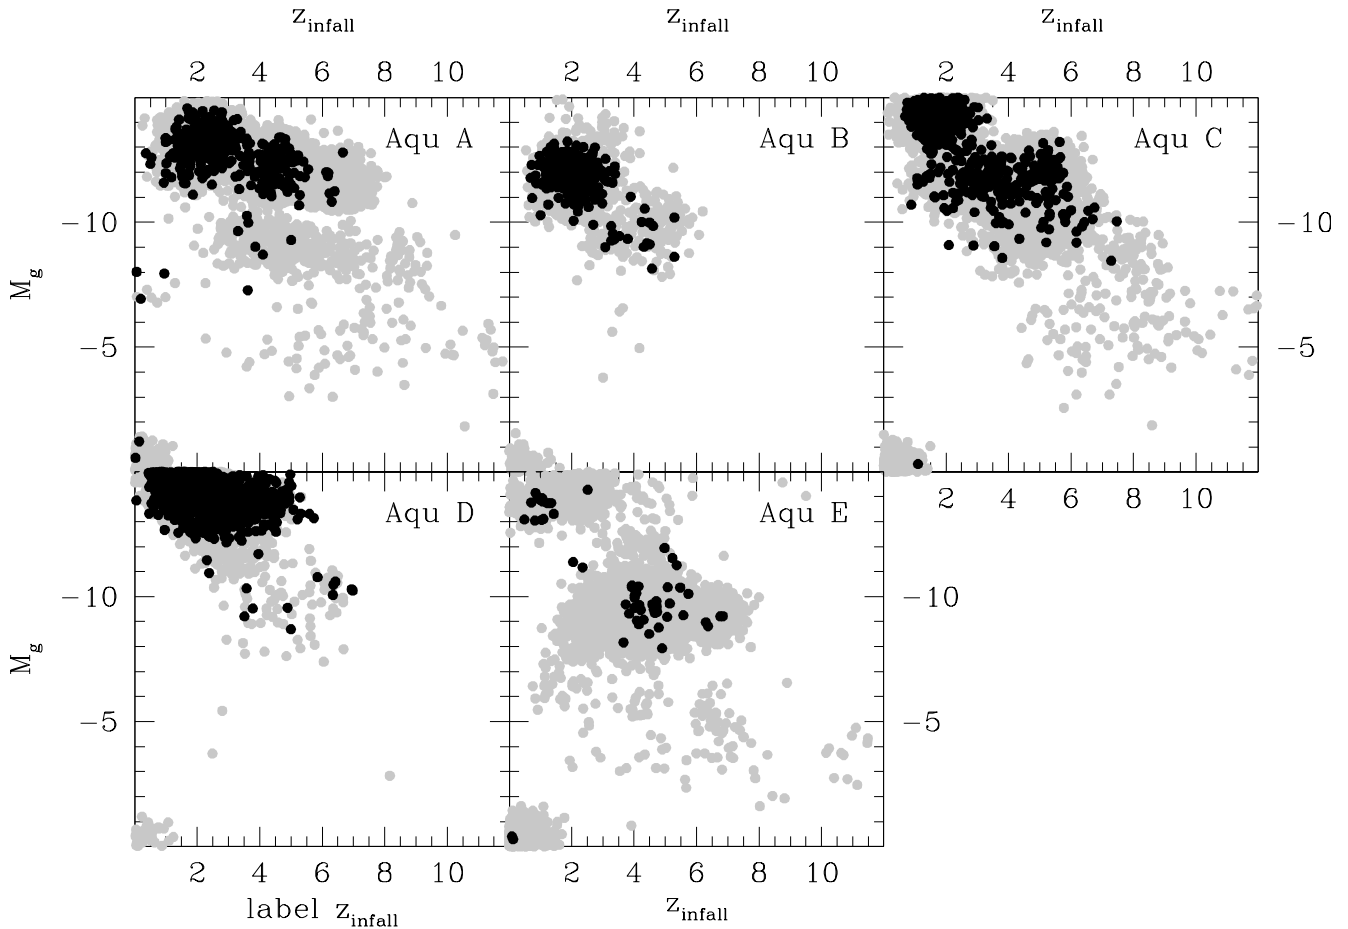 z_infall z_infall z_infall
2 4 6 8 10 2 4 6 8 10 2 4 6 8 10
Aqu A Aqu B Aqu C
−10 −10
M_g
−5 −5
2 4 6 8 10
Aqu D Aqu E
−10 −10
M_g
−5 −5
2 4 6 8 10 2 4 6 8 10
label z_infall z_infall